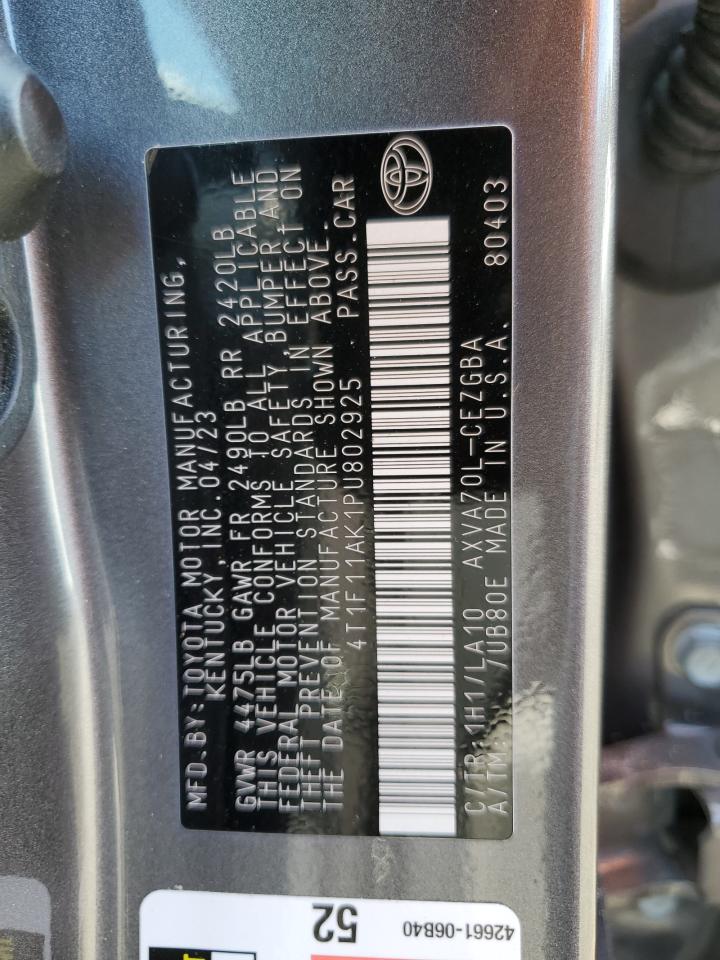 MFD.BY:TOYOTA MOTOR MANUFACTURING,
KENTUCKY, INC.04/23
GVWR 4475LB GAWR FR 2490LB RR 2420LB
THIS VEHICLE CONFORMS TO ALL APPLICABLE
FEDERAL MOTOR VEHICLE SAFETY, BUMPER AND
THEFT PREVENTION STANDARDS IN EFFECT ON
THE DATE OF MANUFACTURE SHOWN ABOVE.
4T1F11AK1PU802925 PASS.CAR
C/TR:1H1/LA10 AXVA70L-CEZGBA
A/TM: /UB80E MADE IN U.S.A. 80403
52
42661-06B40